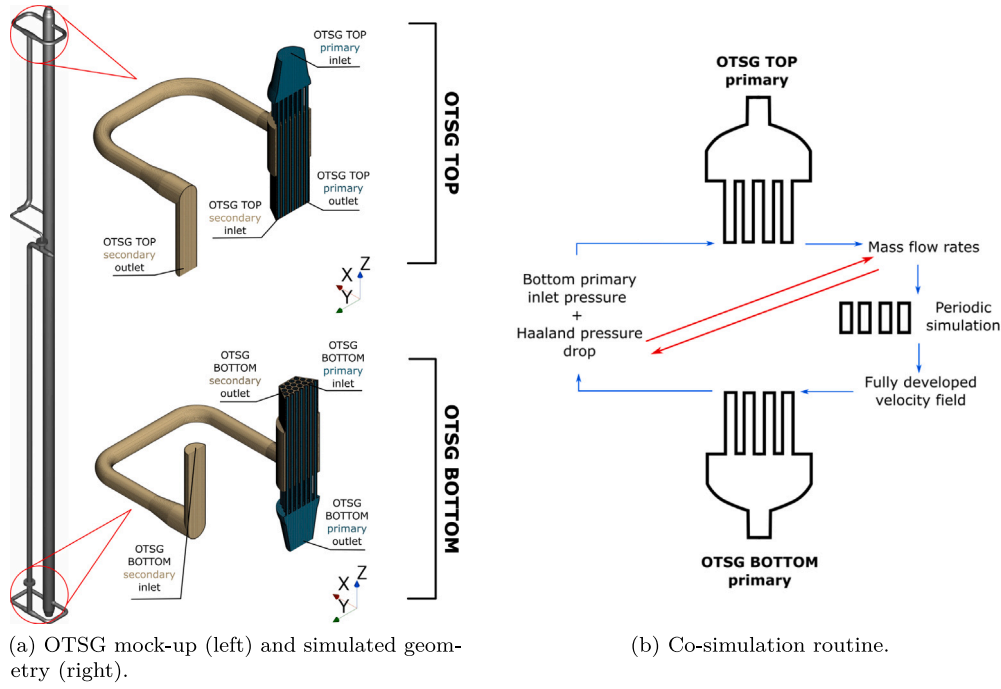 OTSG TOP
primary
inlet
OTSG TOP
primary
outlet
OTSG TOP
secondary
inlet
OTSG TOP
secondary
outlet
X
Y
Z
OTSG TOP
OTSG
BOTTOM
secondary
outlet
OTSG
BOTTOM
primary
inlet
OTSG
BOTTOM
primary
outlet
OTSG
BOTTOM
secondary
inlet
X
Y
Z
OTSG BOTTOM
(a) OTSG mock-up (left) and simulated geom-
etry (right).
OTSG TOP
primary
Mass flow rates
Bottom primary
inlet pressure
+
Haaland pressure
drop
Periodic
simulation
Fully developed
velocity field
OTSG BOTTOM
primary
(b) Co-simulation routine.